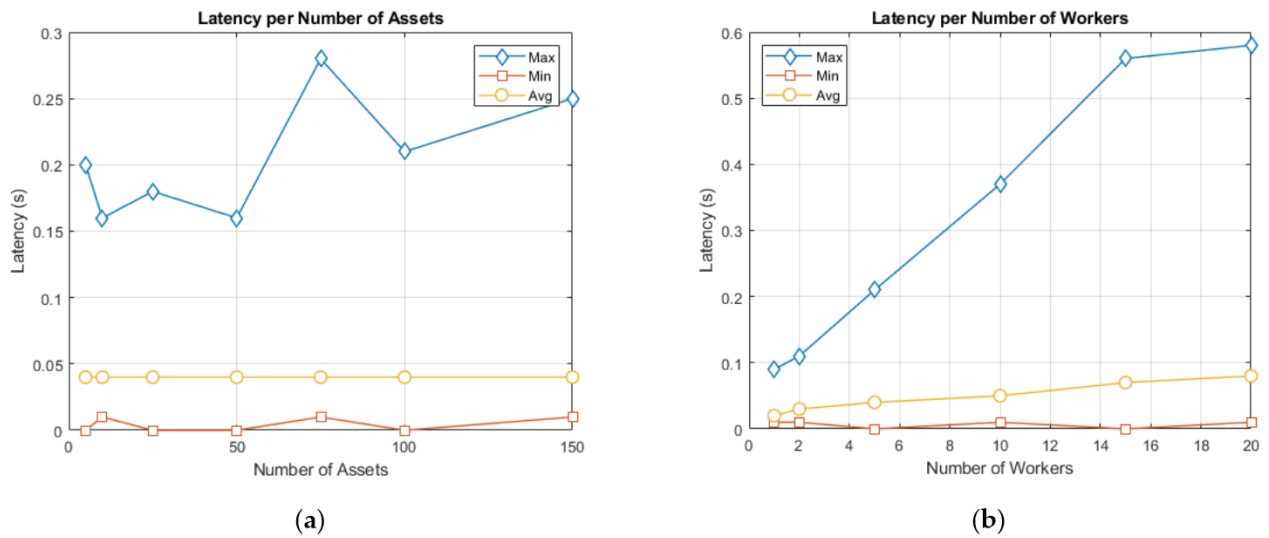 Latency per Number of Assets
0.3
0.25
0.2
0.15
0.1
0.05
0
Latency (s)
Max
Min
Avg
0
50
100
150
Number of Assets
(a)
Latency per Number of Workers
0.6
0.5
0.4
0.3
0.2
0.1
0
Latency (s)
Max
Min
Avg
0
2
4
6
8
10
12
14
16
18
20
Number of Workers
(b)